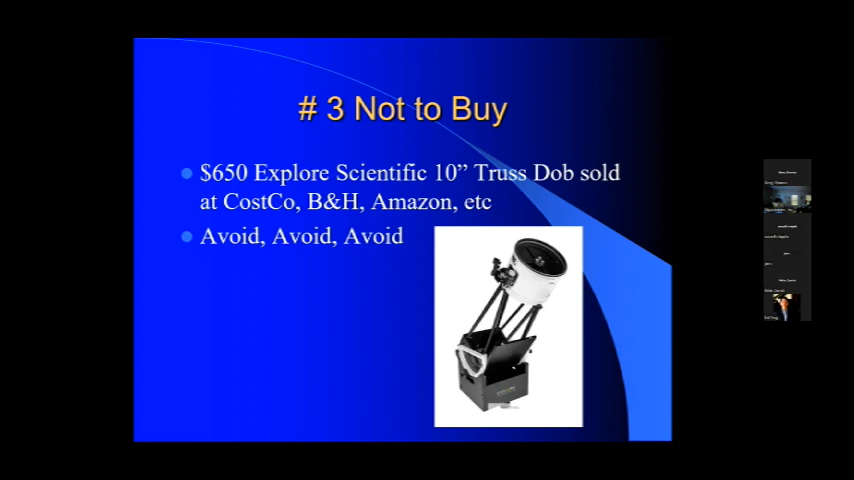 # 3 Not to Buy
$650 Explore Scientific 10” Truss Dob sold
at CostCo, B&H, Amazon, etc
Avoid, Avoid, Avoid